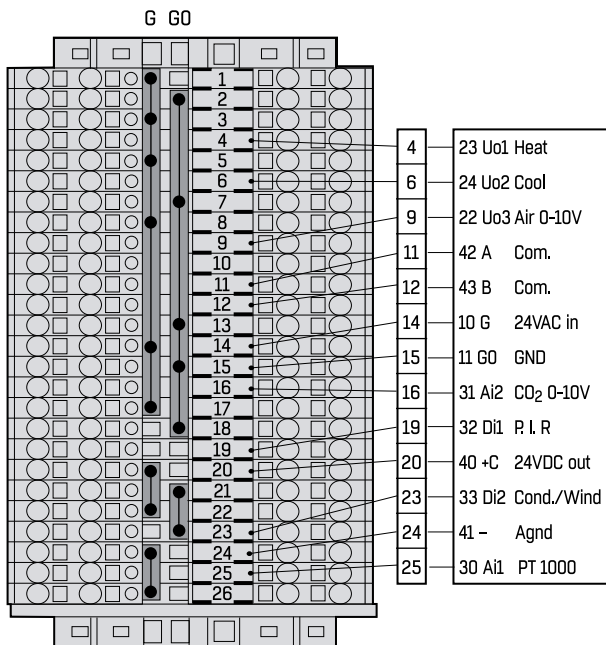 G GO
1
2
3
4
5
6
7
8
9
10
11
12
13
14
15
16
17
18
19
20
21
22
23
24
25
26
4 23 Uo1 Heat
6 24 Uo2 Cool
9 22 Uo3 Air 0-10V
11 42 A Com.
12 43 B Com.
14 10 G 24VAC in
15 11 G0 GND
16 31 Ai2 CO2 0-10V
19 32 Di1 P. I. R
20 40 +C 24VDC out
23 33 Di2 Cond./Wind
24 41 – Agnd
25 30 Ai1 PT 1000